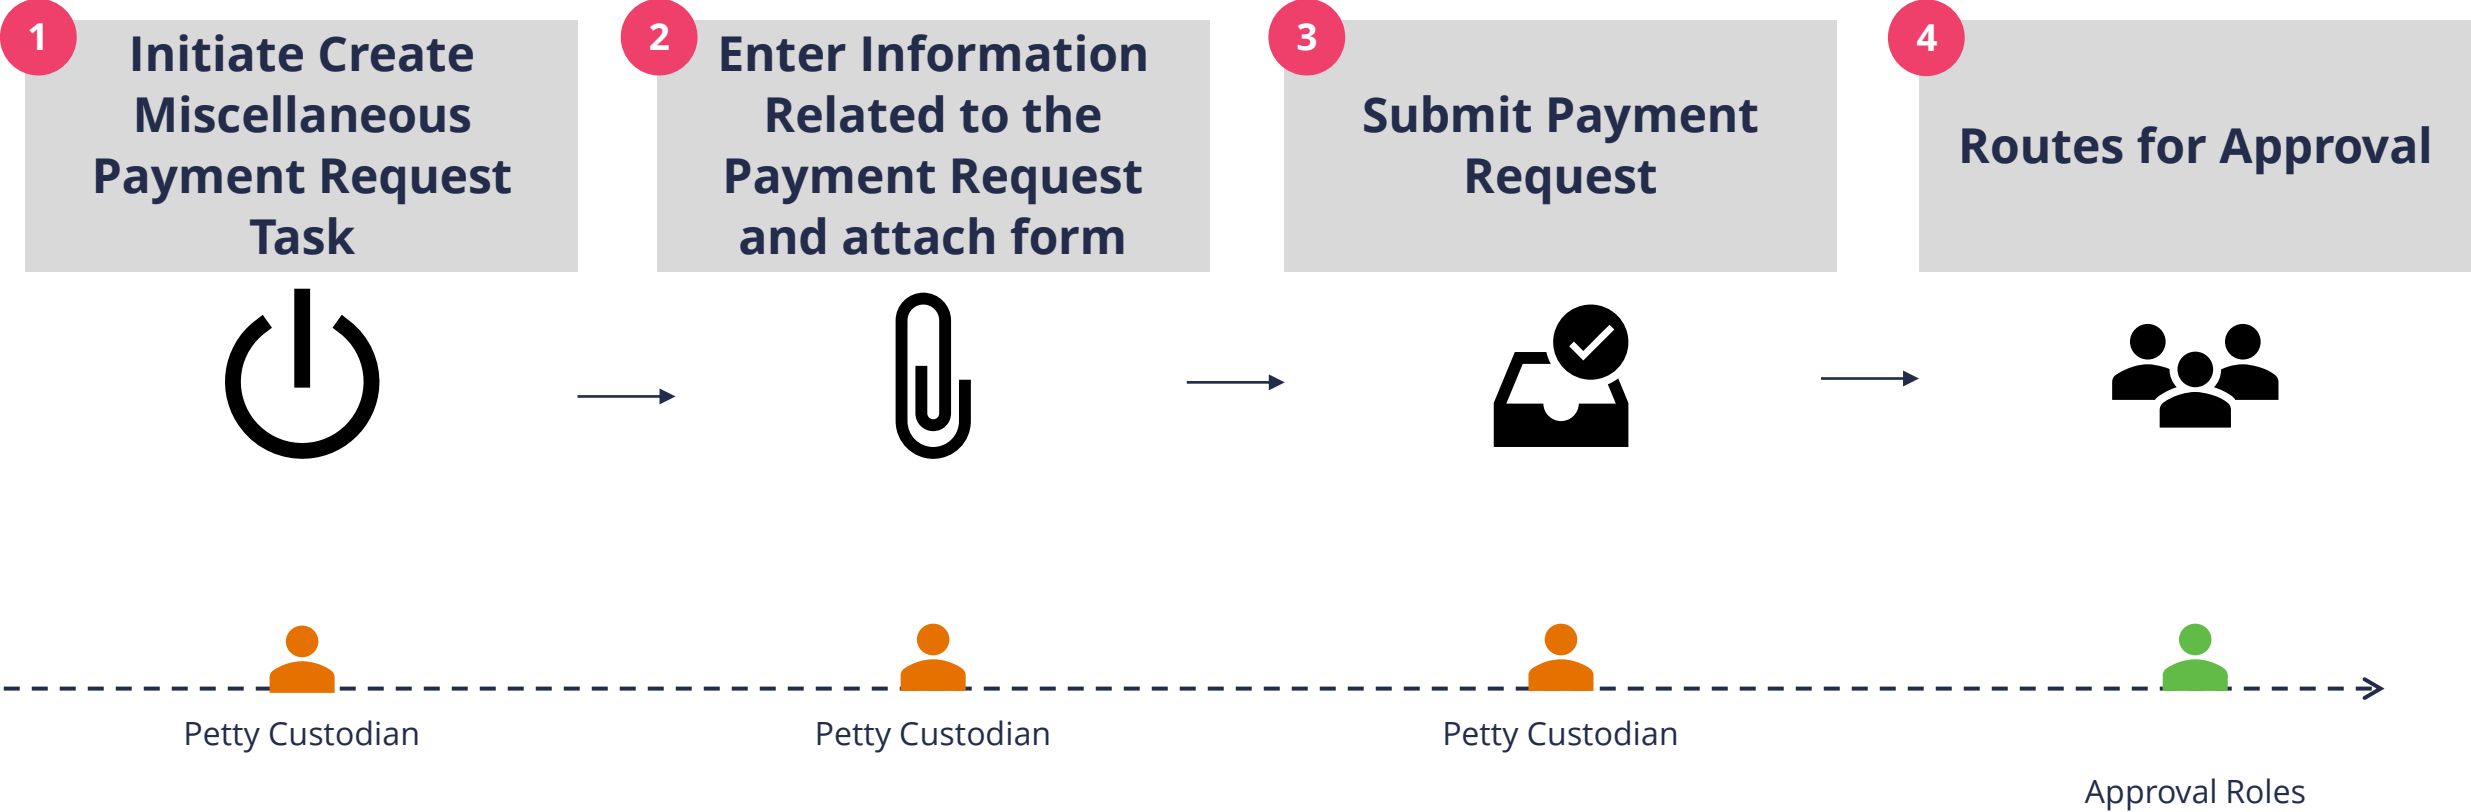 1
Initiate Create
Miscellaneous
Payment Request
Task
2
Enter Information
Related to the
Payment Request
and attach form
3
Submit Payment
Request
4
Routes for Approval
Petty Custodian
Petty Custodian
Petty Custodian
Approval Roles